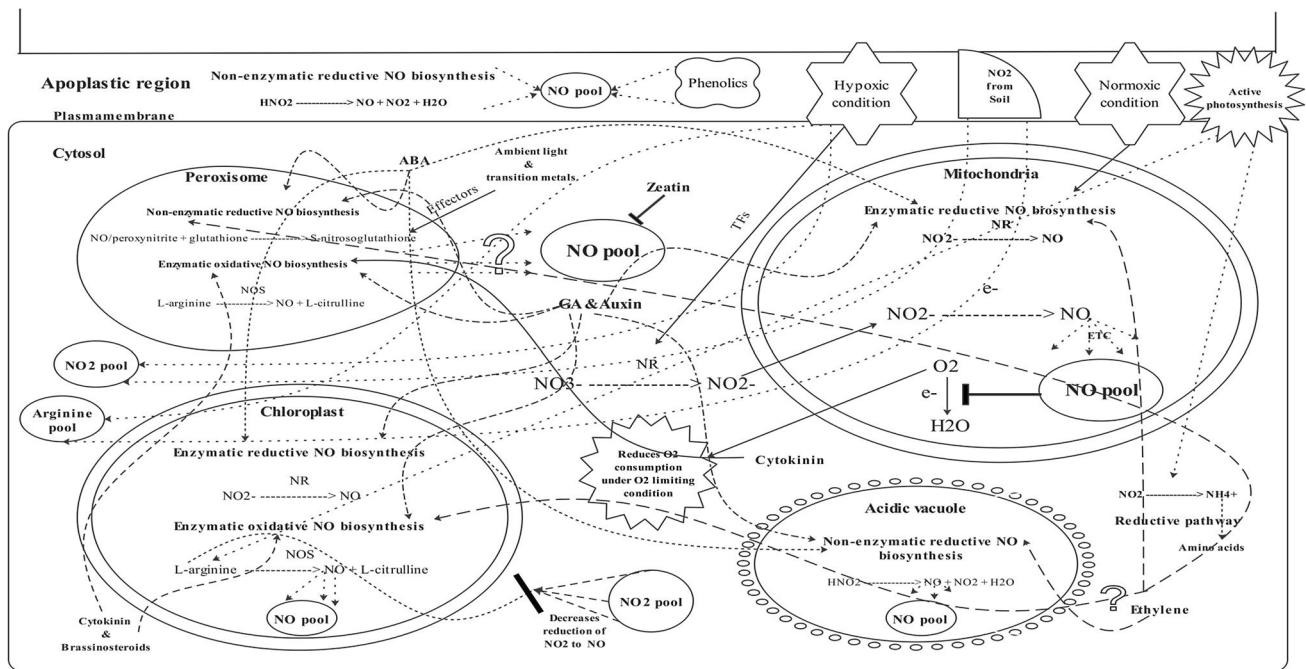 Apoplastic region
Non-enzymatic reductive NO biosynthesis
HNO2 -------------> NO + NO2 + H2O
Plasmamembrane
NO pool
Phenolics
Hypoxic
condition
NO2
from
Soil
Normoxic
condition
Active
photosynthesis
Cytosol
Peroxisome
ABA
Ambient light
&
transition metals.
Effectors
Non-enzymatic reductive NO biosynthesis
NO/peroxynitrite + glutathione --------------> S-nitrosoglutathione
Enzymatic oxidative NO biosynthesis
NOS
L-arginine --------------> NO + L-citrulline
?
Zeatin
NO pool
TFs
GA & Auxin
NR
NO3- --------------> NO2-
Mitochondria
Enzymatic reductive NO biosynthesis
NR
NO2- ------------> NO
e-
NO2- --------------> NO
ETC
O2
e-
H2O
NO pool
NO2 pool
Arginine
pool
Chloroplast
Enzymatic reductive NO biosynthesis
NR
NO2- --------------> NO
Enzymatic oxidative NO biosynthesis
NOS
L-arginine --------------> NO + L-citrulline
NO pool
Cytokinin
&
Brassinosteroids
Reduces O2
consumption
under O2 limiting
condition
Cytokinin
Decreases
reduction of
NO2 to NO
NO2 pool
Acidic vacuole
Non-enzymatic reductive NO
biosynthesis
HNO2 --------------> NO + NO2 + H2O
NO pool
NO2 --------------> NH4+
Reductive pathway
Amino acids
?
Ethylene